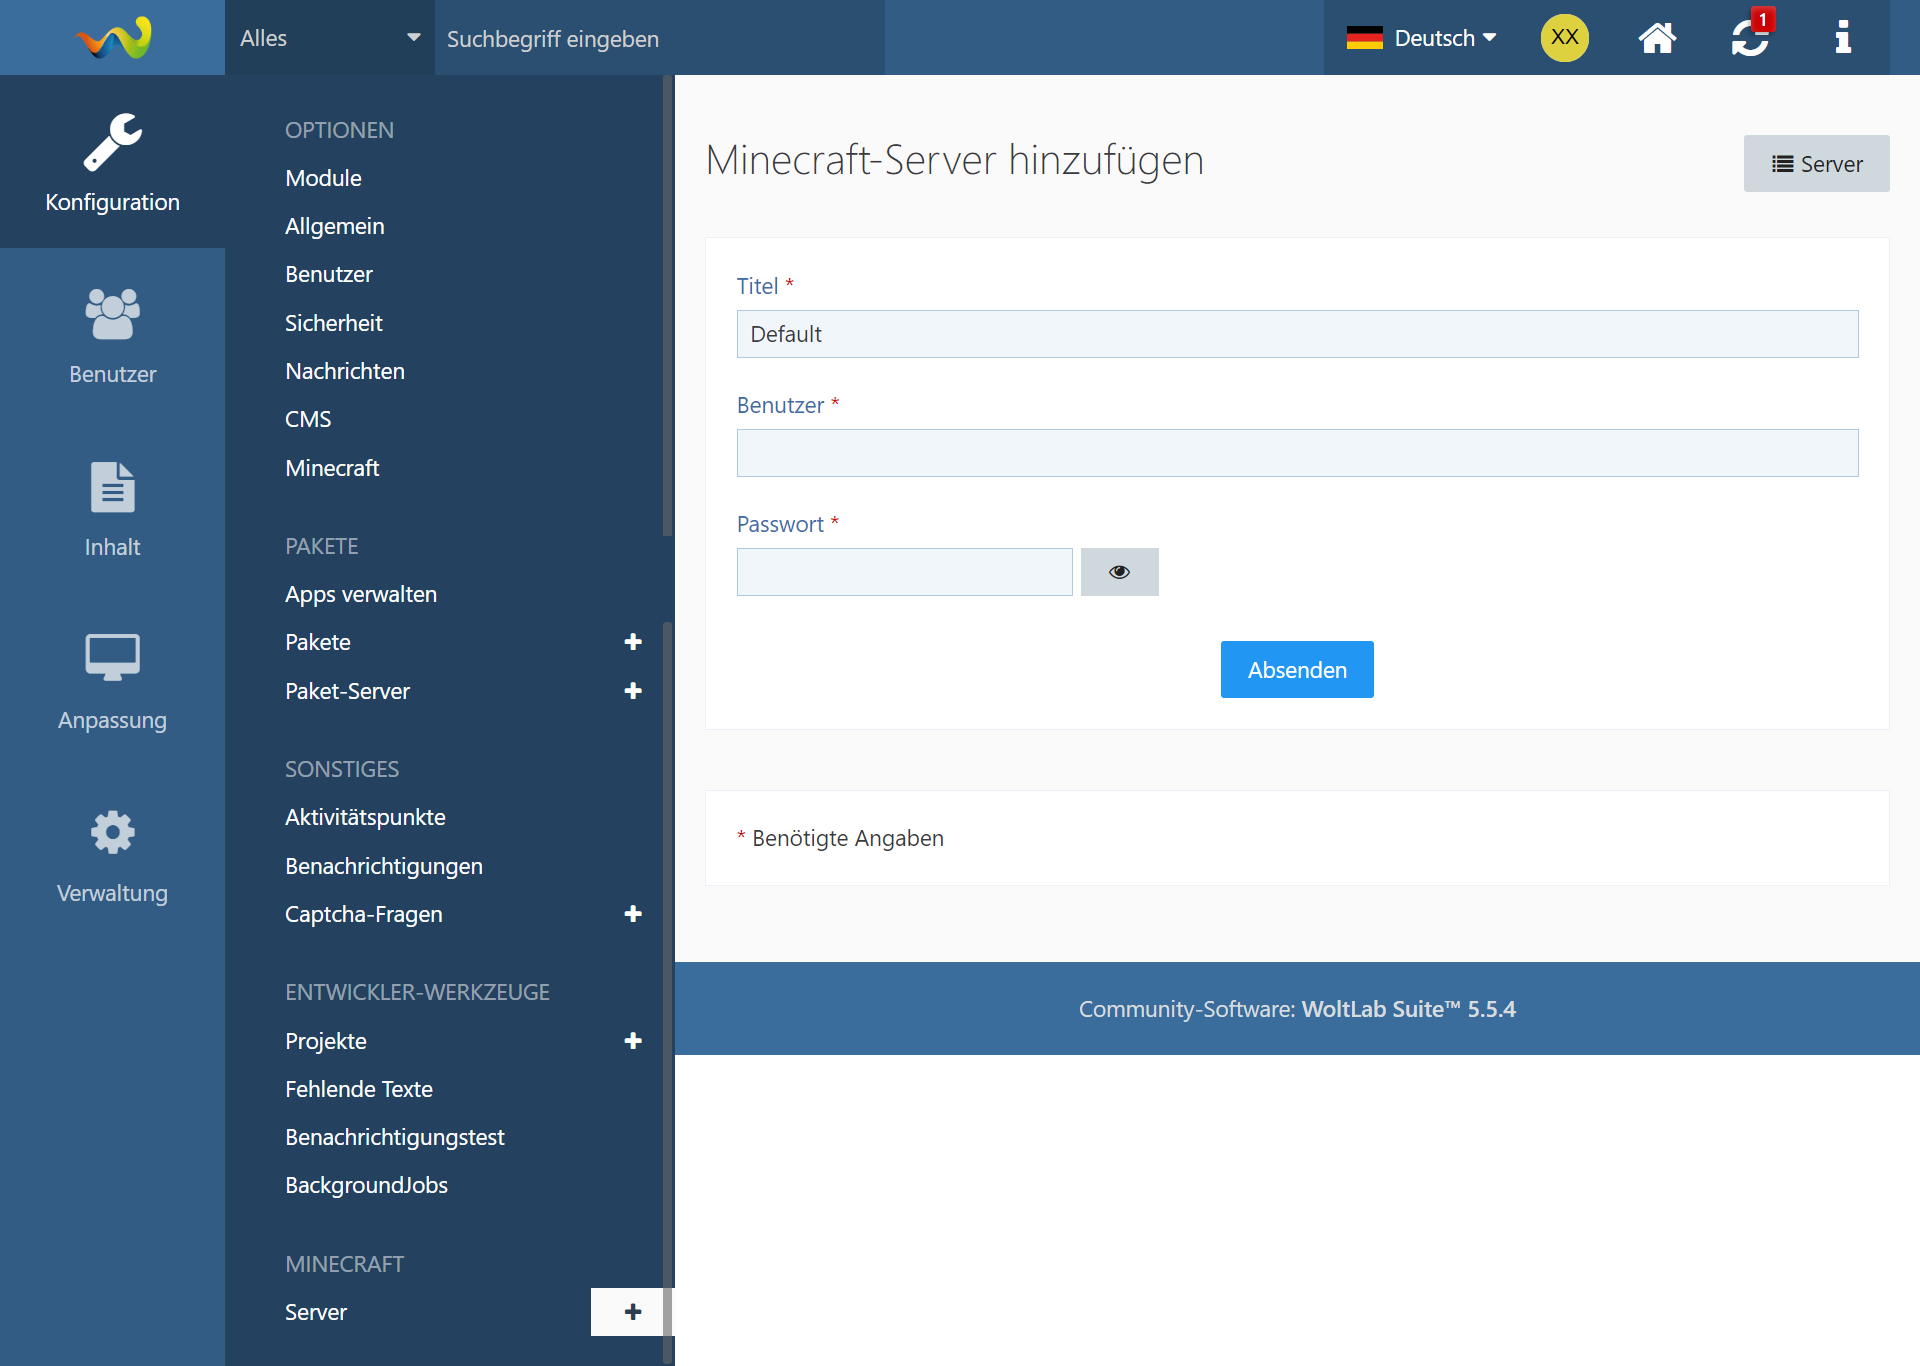 Alles
Suchbegriff eingeben
Deutsch
XX
1
Konfiguration
Benutzer
Inhalt
Anpassung
Verwaltung
OPTIONEN
Module
Allgemein
Benutzer
Sicherheit
Nachrichten
CMS
Minecraft
PAKETE
Apps verwalten
Pakete
Paket-Server
SONSTIGES
Aktivitätspunkte
Benachrichtigungen
Captcha-Fragen
ENTWICKLER-WERKZEUGE
Projekte
Fehlende Texte
Benachrichtigungstest
BackgroundJobs
MINECRAFT
Server
Minecraft-Server hinzufügen
Server
Titel *
Default
Benutzer *
Passwort *
Absenden
* Benötigte Angaben
Community-Software: WoltLab Suite™ 5.5.4